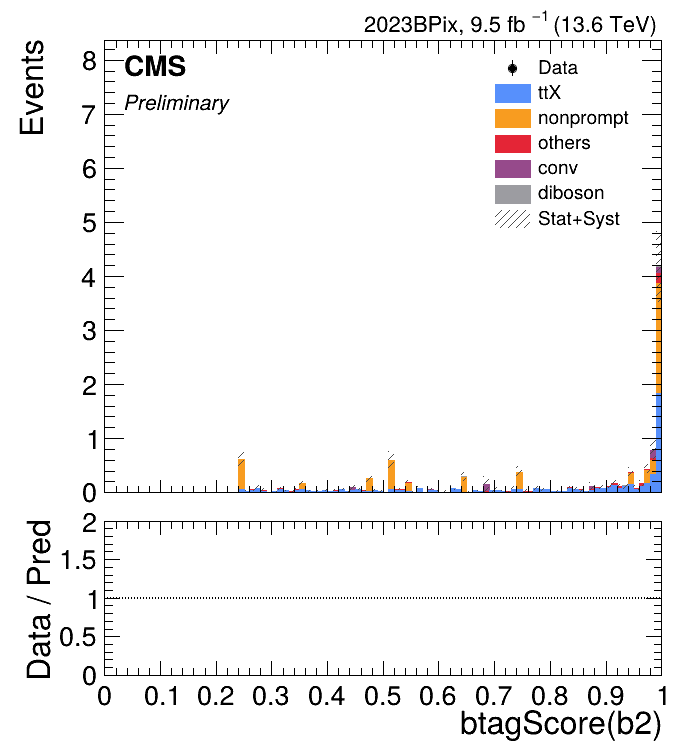 2023BPix, 9.5 fb⁻¹ (13.6 TeV)
CMS
Preliminary
Events
Data
ttX
nonprompt
others
conv
diboson
Stat+Syst
8
7
6
5
4
3
2
1
0
Data / Pred
2
1.5
1
0.5
0
0 0.1 0.2 0.3 0.4 0.5 0.6 0.7 0.8 0.9 1
btagScore(b2)